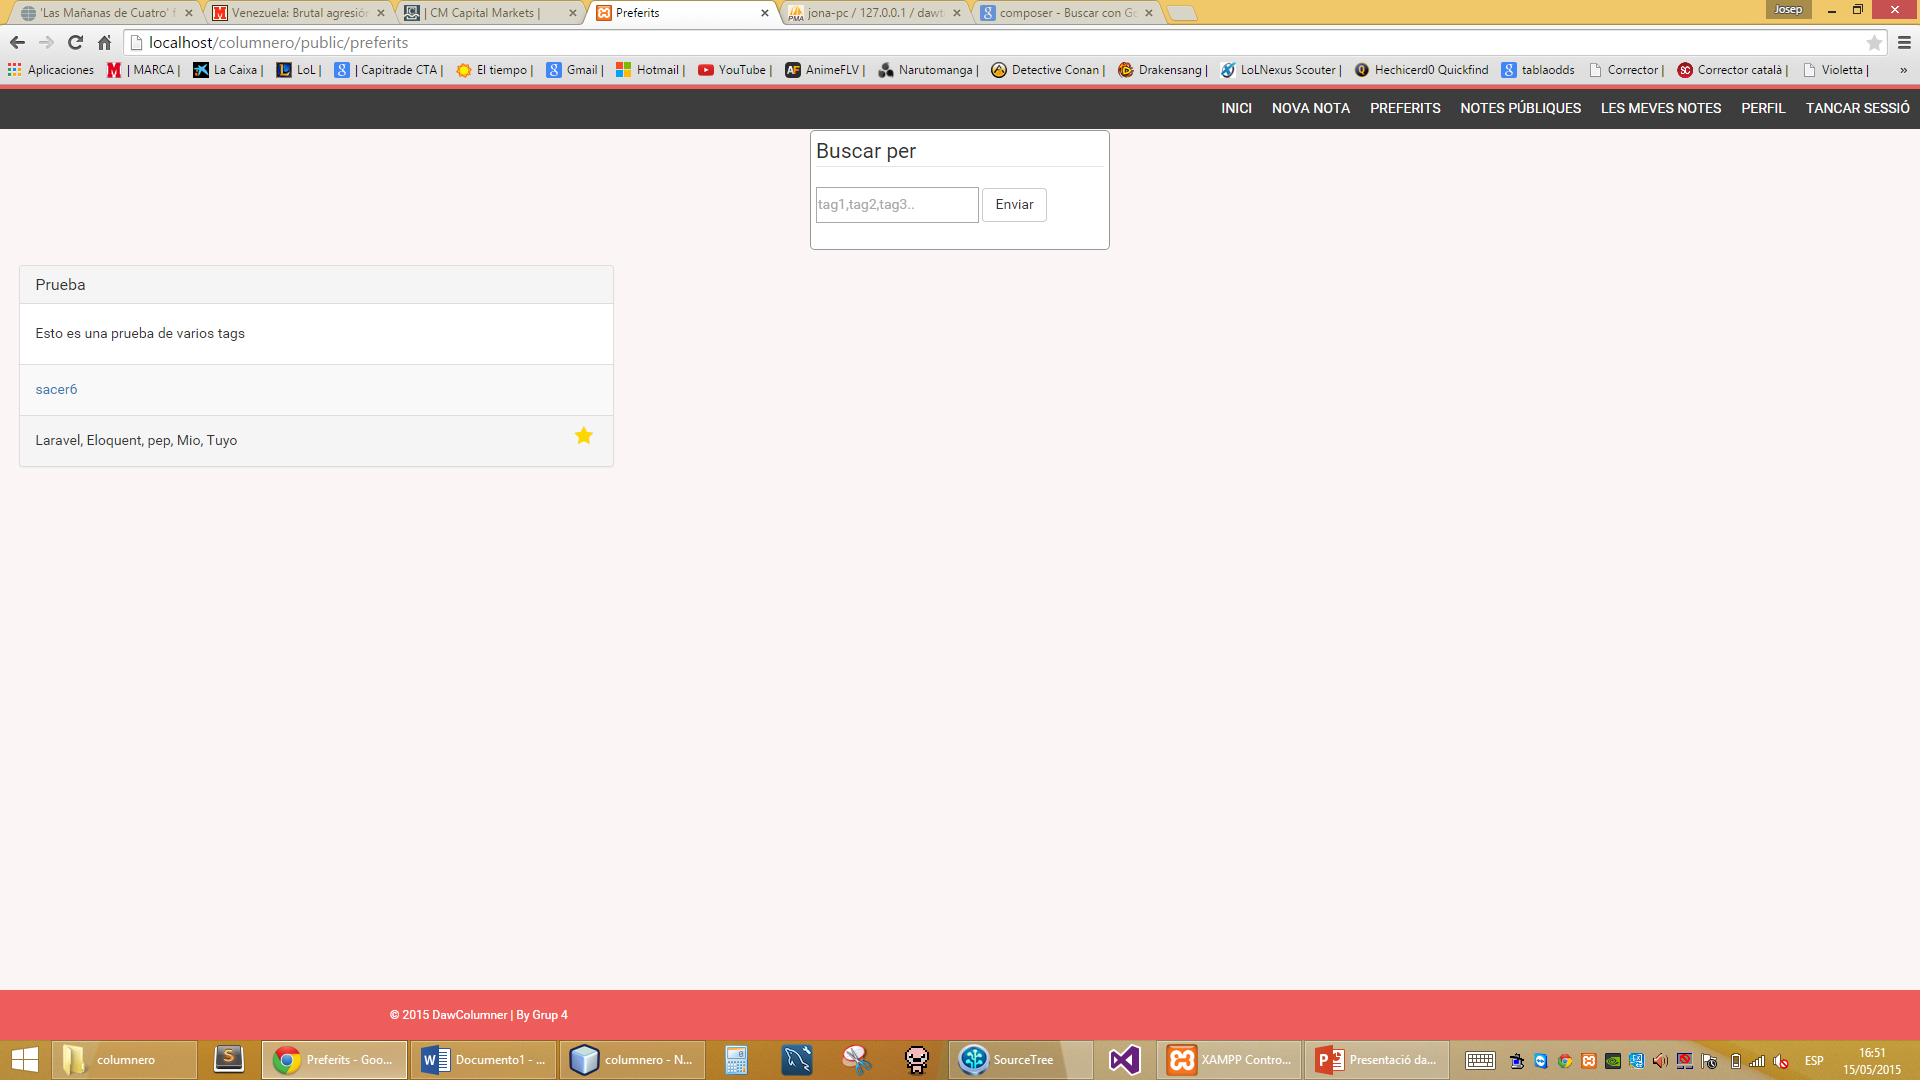 'Las Mañanas de Cuatro' f
Venezuela: Brutal agresión
| CM Capital Markets |
Preferits
jona-pc / 127.0.0.1 / dawt
composer - Buscar con Go
Josep
localhost/columnero/public/preferits
Aplicaciones
| MARCA |
La Caixa |
LoL |
| Capitrade CTA |
El tiempo |
Gmail |
Hotmail |
YouTube |
AnimeFLV |
Narutomanga |
Detective Conan |
Drakensang |
LoLNexus Scouter |
Hechicerd0 Quickfind
tablaodds
Corrector |
Corrector català |
Violetta |
»
INICI
NOVA NOTA
PREFERITS
NOTES PÚBLIQUES
LES MEVES NOTES
PERFIL
TANCAR SESSIÓ
Buscar per
tag1,tag2,tag3..
Enviar
Prueba
Esto es una prueba de varios tags
sacer6
Laravel, Eloquent, pep, Mio, Tuyo
© 2015 DawColumner | By Grup 4
columnero
Preferits - Goo...
Documento1 - ...
columnero - N...
SourceTree
XAMPP Contro...
Presentació da...
ESP
16:51
15/05/2015